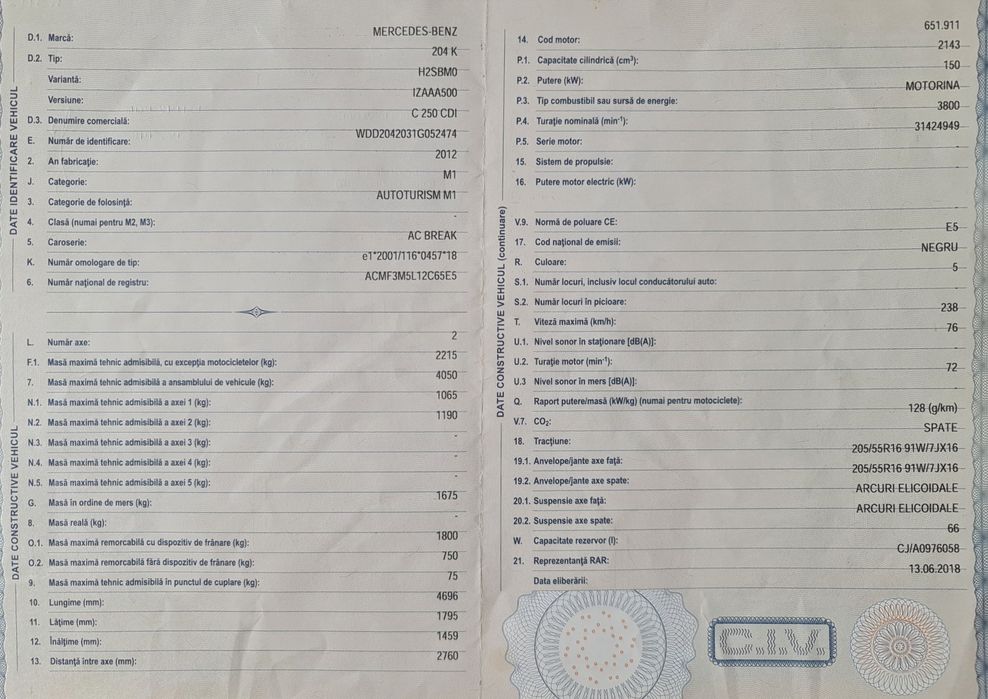 DATE IDENTIFICARE VEHICUL
D.1. Marcă: MERCEDES-BENZ
D.2. Tip: 204 K
Variantă: H2SBM0
Versiune: IZAAA500
D.3. Denumire comercială: C 250 CDI
E. Număr de identificare: WDD2042031G052474
2. An fabricaţie: 2012
J. Categorie: M1
3. Categorie de folosinţă: AUTOTURISM M1
4. Clasă (numai pentru M2, M3): -
5. Caroserie: AC BREAK
K. Număr omologare de tip: e1*2001/116*0457*18
6. Număr naţional de registru: ACMF3M5L12C65E5
DATE CONSTRUCTIVE VEHICUL
L. Număr axe: 2
F.1. Masă maximă tehnic admisibilă, cu excepţia motocicletelor (kg): 2215
7. Masă maximă tehnic admisibilă a ansamblului de vehicule (kg): 4050
N.1. Masă maximă tehnic admisibilă a axei 1 (kg): 1065
N.2. Masă maximă tehnic admisibilă a axei 2 (kg): 1190
N.3. Masă maximă tehnic admisibilă a axei 3 (kg): -
N.4. Masă maximă tehnic admisibilă a axei 4 (kg): -
N.5. Masă maximă tehnic admisibilă a axei 5 (kg): -
G. Masă în ordine de mers (kg): 1675
8. Masă reală (kg): -
O.1. Masă maximă remorcabilă cu dispozitiv de frânare (kg): 1800
O.2. Masă maximă remorcabilă fără dispozitiv de frânare (kg): 750
9. Masă maximă tehnic admisibilă în punctul de cuplare (kg): 75
10. Lungime (mm): 4696
11. Lăţime (mm): 1795
12. Înălţime (mm): 1459
13. Distanţă între axe (mm): 2760
DATE CONSTRUCTIVE VEHICUL (continuare)
14. Cod motor: 651.911
P.1. Capacitate cilindrică (cm³): 2143
P.2. Putere (kW): 150
P.3. Tip combustibil sau sursă de energie: MOTORINA
P.4. Turaţie nominală (min⁻¹): 3800
P.5. Serie motor: 31424949
15. Sistem de propulsie:
16. Putere motor electric (kW):
V.9. Normă de poluare CE:
17. Cod naţional de emisii: E5
R. Culoare: NEGRU
S.1. Număr locuri, inclusiv locul conducătorului auto: 5
S.2. Număr locuri în picioare:
T. Viteză maximă (km/h): 238
U.1. Nivel sonor în staţionare [dB(A)]: 76
U.2. Turaţie motor (min⁻¹):
U.3 Nivel sonor în mers [dB(A)]: 72
Q. Raport putere/masă (kW/kg) (numai pentru motociclete):
V.7. CO₂: 128 (g/km)
18. Tracţiune: SPATE
19.1. Anvelope/jante axe faţă: 205/55R16 91W/7JX16
19.2. Anvelope/jante axe spate: 205/55R16 91W/7JX16
20.1. Suspensie axe faţă: ARCURI ELICOIDALE
20.2. Suspensie axe spate: ARCURI ELICOIDALE
W. Capacitate rezervor (l): 66
21. Reprezentanţă RAR: CJ/A0976058
Data eliberării: 13.06.2018
C.I.V.